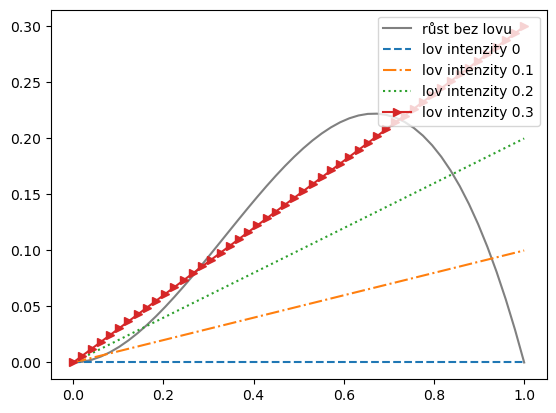 růst bez lovu
lov intenzity 0
lov intenzity 0.1
lov intenzity 0.2
lov intenzity 0.3
0.30
0.25
0.20
0.15
0.10
0.05
0.00
0.0 0.2 0.4 0.6 0.8 1.0